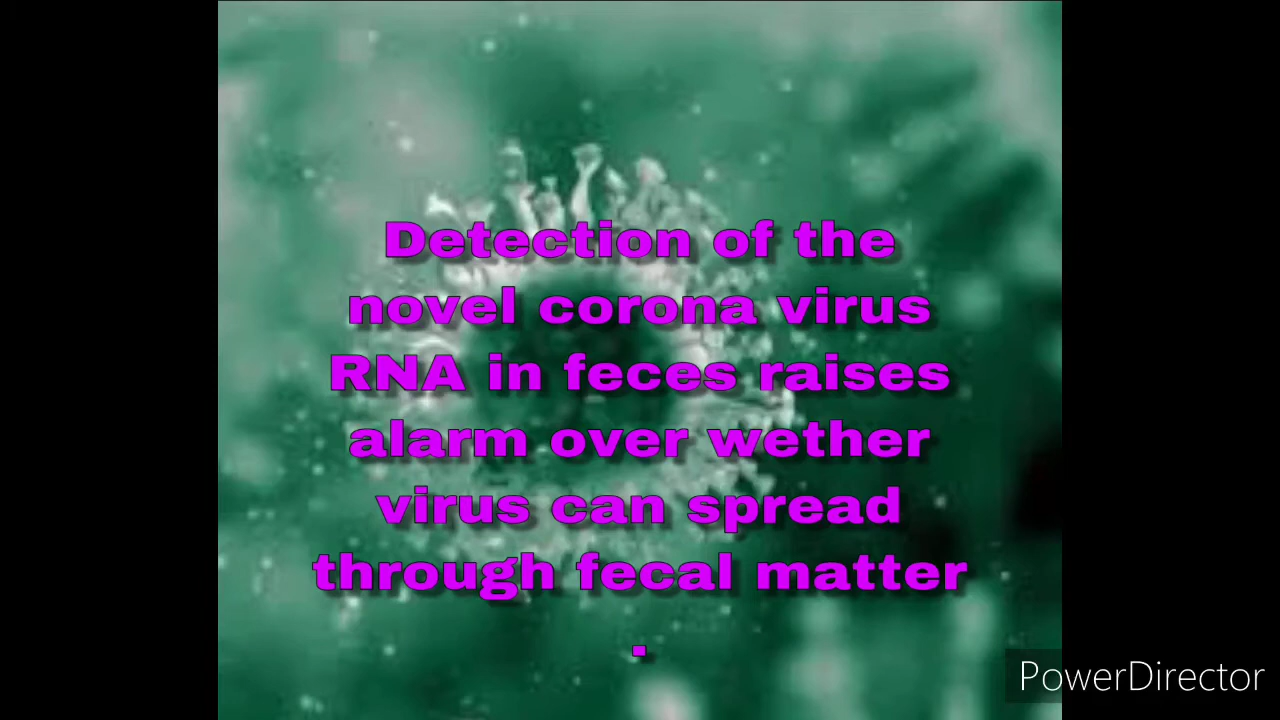 Detection of the
novel corona virus
RNA in feces raises
alarm over wether
virus can spread
through fecal matter
.
PowerDirector